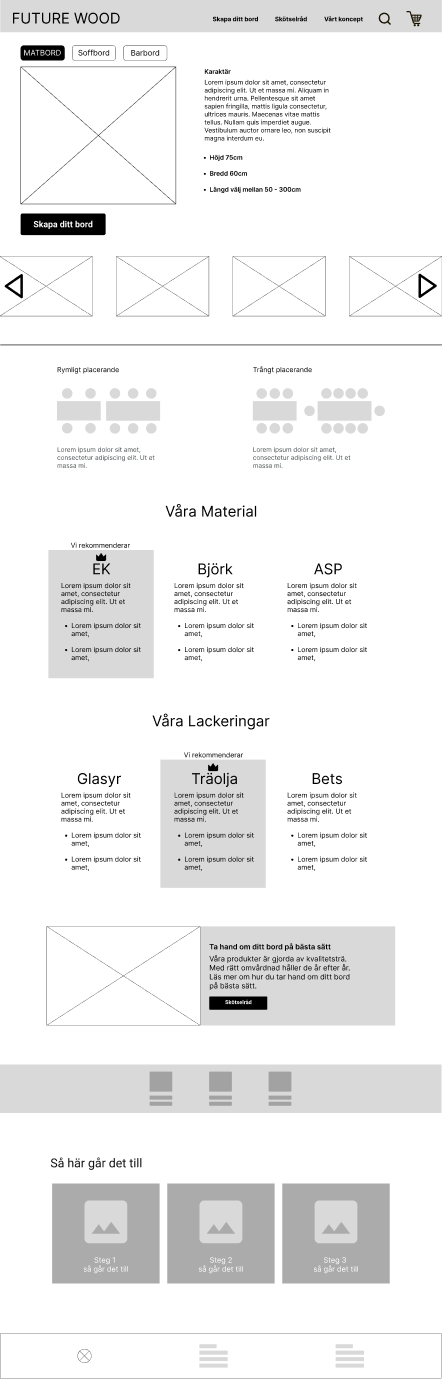 FUTURE WOOD
Skapa ditt bord
Skötselråd
Vårt koncept
MATBORD
Soffbord
Barbord
Karaktär
Lorem ipsum dolor sit amet, consectetur
adipiscing elit. Ut et massa mi. Aliquam in
hendrerit urna. Pellentesque sit amet
sapien fringilla, mattis ligula consectetur,
ultrices mauris. Maecenas vitae mattis
tellus. Nullam quis imperdiet augue.
Vestibulum auctor ornare leo, non suscipit
magna interdum eu.
• Höjd 75cm
• Bredd 60cm
• Längd välj mellan 50 - 300cm
Skapa ditt bord
Rymligt placerande
Lorem ipsum dolor sit amet,
consectetur adipiscing elit. Ut et
massa mi.
Trångt placerande
Lorem ipsum dolor sit amet,
consectetur adipiscing elit. Ut et
massa mi.
Våra Material
Vi rekommenderar
EK
Lorem ipsum dolor sit
amet, consectetur
adipiscing elit. Ut et
massa mi.
• Lorem ipsum dolor sit
amet,
• Lorem ipsum dolor sit
amet,
Björk
Lorem ipsum dolor sit
amet, consectetur
adipiscing elit. Ut et
massa mi.
• Lorem ipsum dolor sit
amet,
• Lorem ipsum dolor sit
amet,
ASP
Lorem ipsum dolor sit
amet, consectetur
adipiscing elit. Ut et
massa mi.
• Lorem ipsum dolor sit
amet,
• Lorem ipsum dolor sit
amet,
Våra Lackeringar
Glasyr
Lorem ipsum dolor sit
amet, consectetur
adipiscing elit. Ut et
massa mi.
• Lorem ipsum dolor sit
amet,
• Lorem ipsum dolor sit
amet,
Vi rekommenderar
Träolja
Lorem ipsum dolor sit
amet, consectetur
adipiscing elit. Ut et
massa mi.
• Lorem ipsum dolor sit
amet,
• Lorem ipsum dolor sit
amet,
Bets
Lorem ipsum dolor sit
amet, consectetur
adipiscing elit. Ut et
massa mi.
• Lorem ipsum dolor sit
amet,
• Lorem ipsum dolor sit
amet,
Ta hand om ditt bord på bästa sätt
Våra produkter är gjorda av kvalitetsträ.
Med rätt omvårdnad håller de år efter år.
Läs mer om hur du tar hand om ditt bord
på bästa sätt.
Skötselråd
Så här går det till
Steg 1
så går det till
Steg 2
så går det till
Steg 3
så går det till